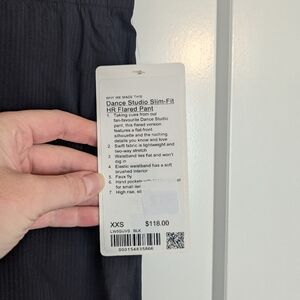 WHY WE MADE THIS
Dance Studio Slim-Fit
HR Flared Pant
1. Taking cues from our
fan-favourite Dance Studio
pant, this flared version
features a flat-front
silhouette and the
details you know and love
2. Swift fabric is lightweight and
two-way stretch
3 Waistband lies flat and won't
dig in
4 Elastic waistband has a soft
brushed interior
5 Faux fly
6 Hand pockets
for small
7 High rise,
XXS $118.00
BLK